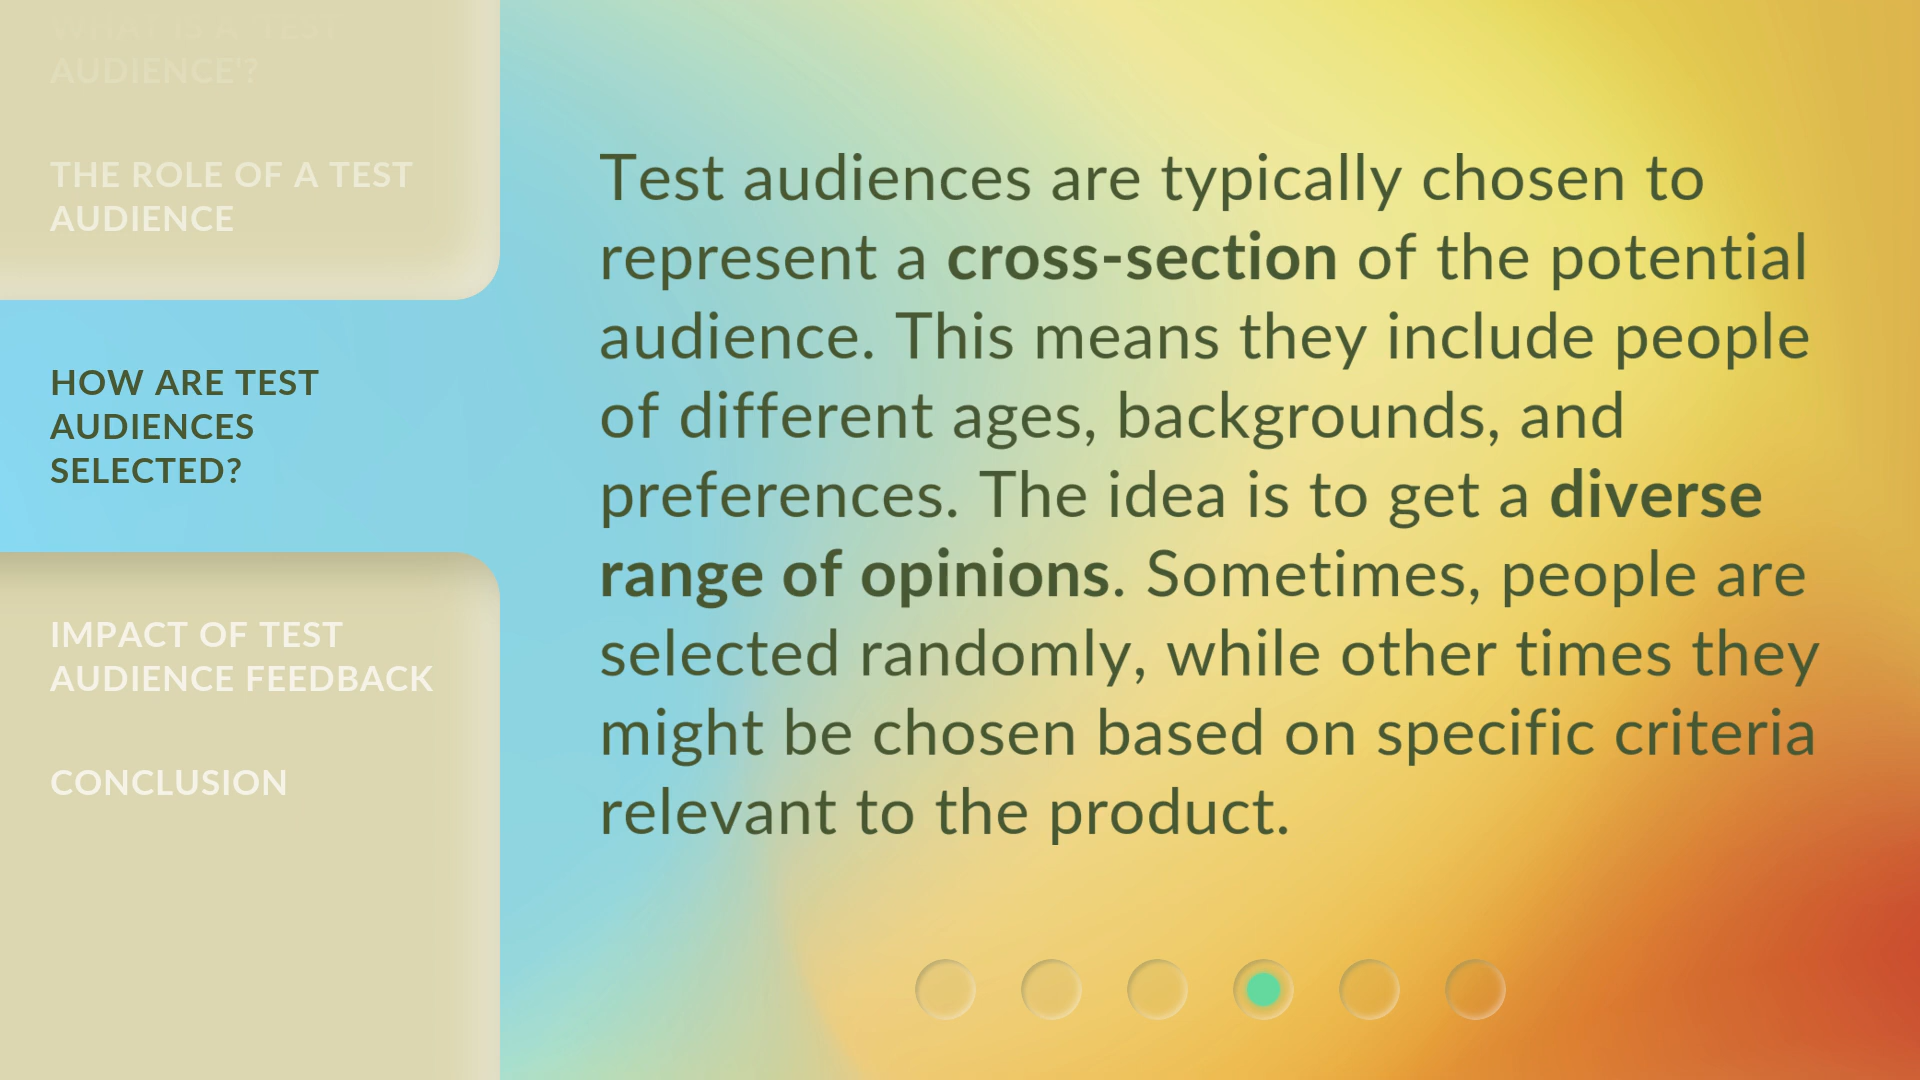 WHAT IS A 'TEST
AUDIENCE'?
THE ROLE OF A TEST
AUDIENCE
HOW ARE TEST
AUDIENCES
SELECTED?
IMPACT OF TEST
AUDIENCE FEEDBACK
CONCLUSION
Test audiences are typically chosen to
represent a cross-section of the potential
audience. This means they include people
of different ages, backgrounds, and
preferences. The idea is to get a diverse
range of opinions. Sometimes, people are
selected randomly, while other times they
might be chosen based on specific criteria
relevant to the product.